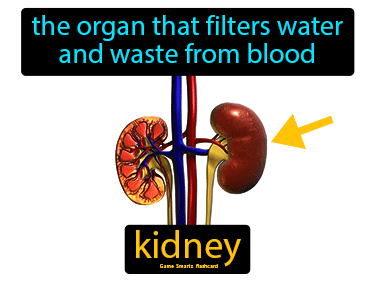 the organ that filters water
and waste from blood
kidney
Game Smartz flashcard